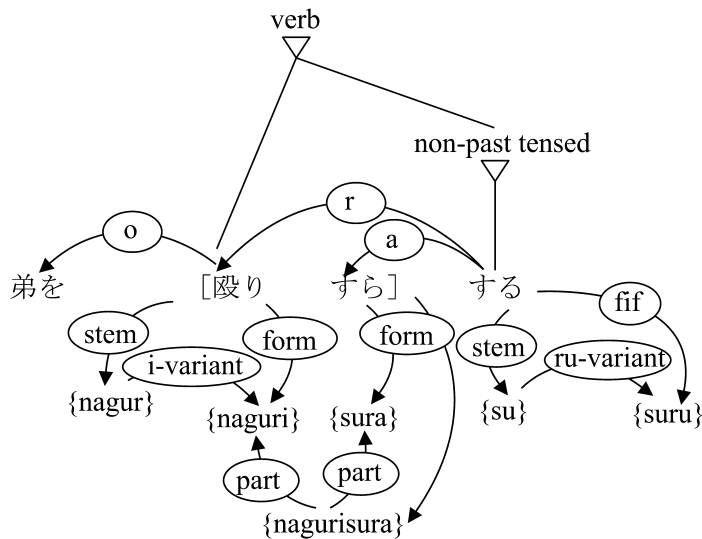 verb
non-past tensed
r
o
a
弟を [殴り すら] する
fif
stem
form
form
stem
i-variant
ru-variant
{nagur}
{naguri}
{sura}
{su}
{suru}
part
part
{nagurisura}